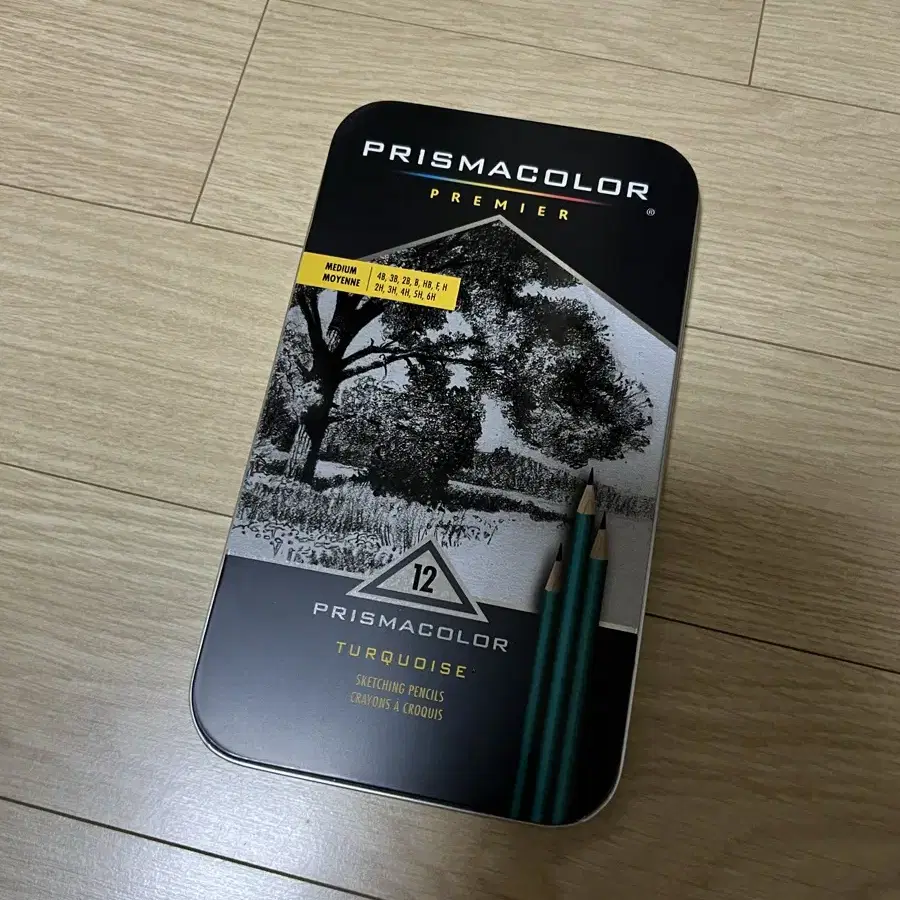 PRISMACOLOR
PREMIER
®
MEDIUM
MOYENNE
4B, 3B, 2B, B, HB, F, H
2H, 3H, 4H, 5H, 6H
12
PRISMACOLOR
TURQUOISE
SKETCHING PENCILS
CRAYONS À CROQUIS